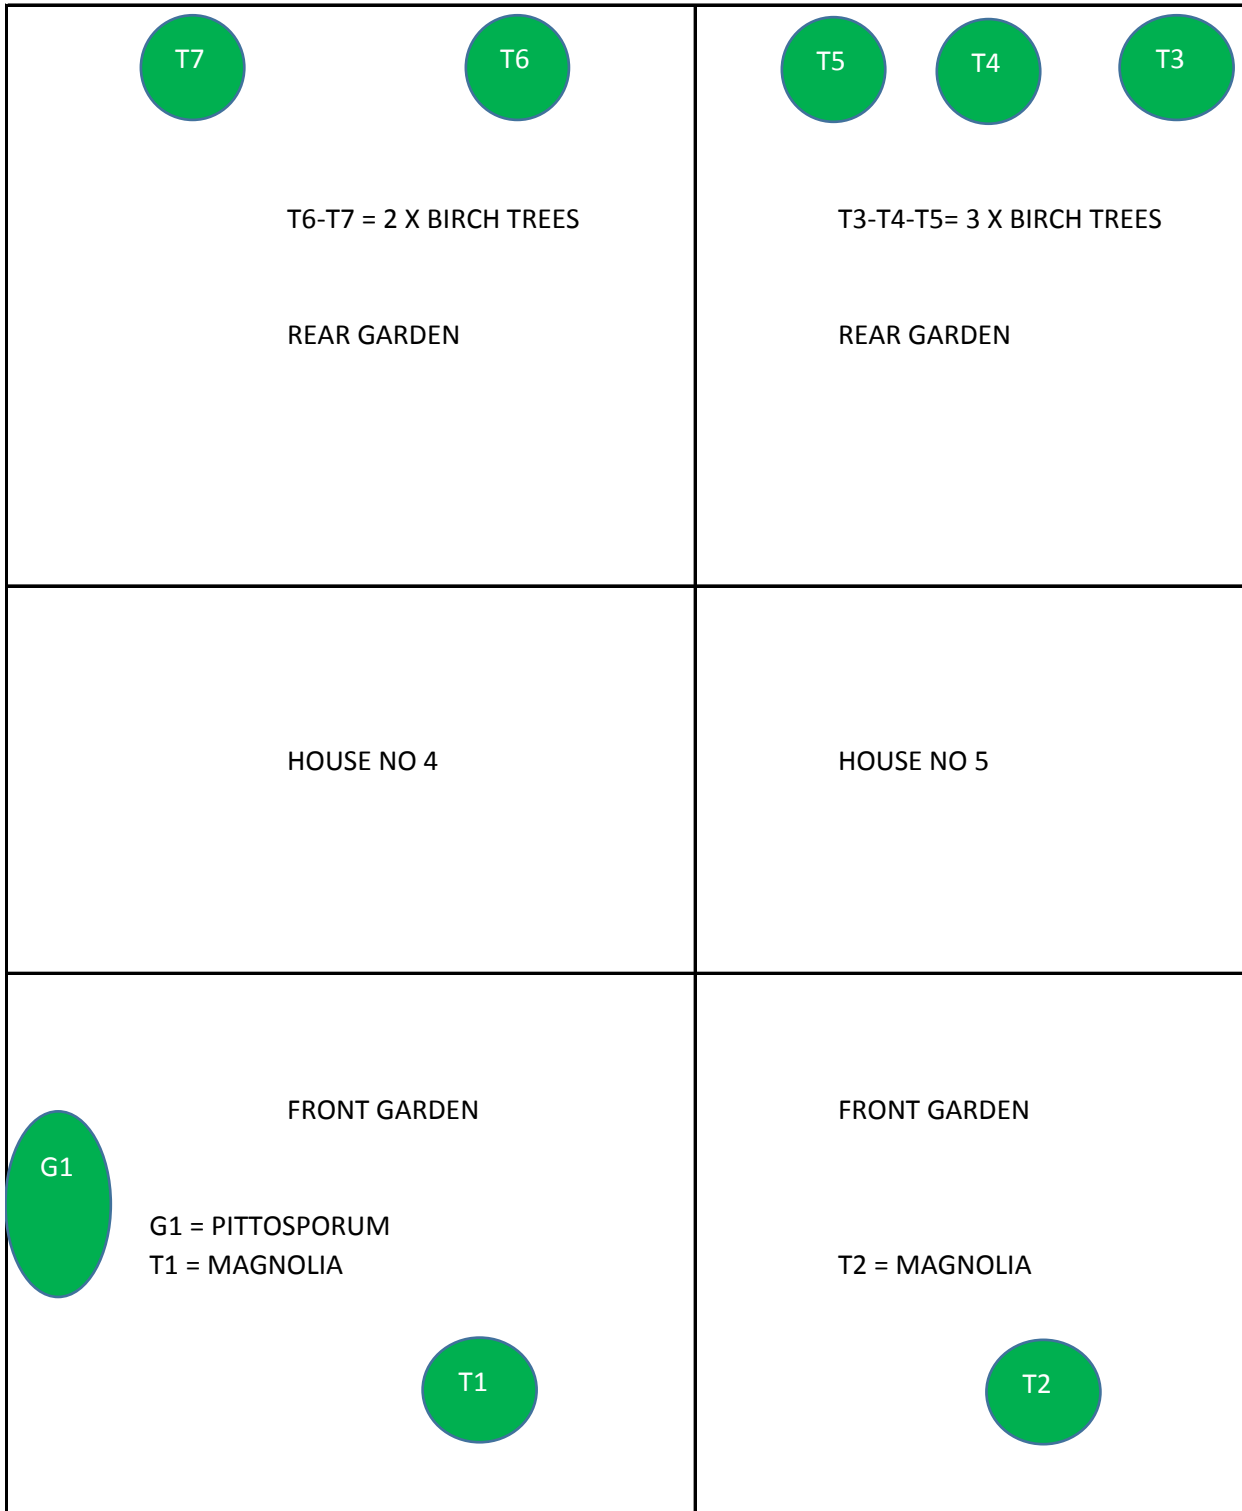 T7
T6
T5
T4
T3
T6-T7 = 2 X BIRCH TREES
T3-T4-T5= 3 X BIRCH TREES
REAR GARDEN
REAR GARDEN
HOUSE NO 4
HOUSE NO 5
FRONT GARDEN
FRONT GARDEN
G1
G1 = PITTOSPORUM
T1 = MAGNOLIA
T2 = MAGNOLIA
T1
T2